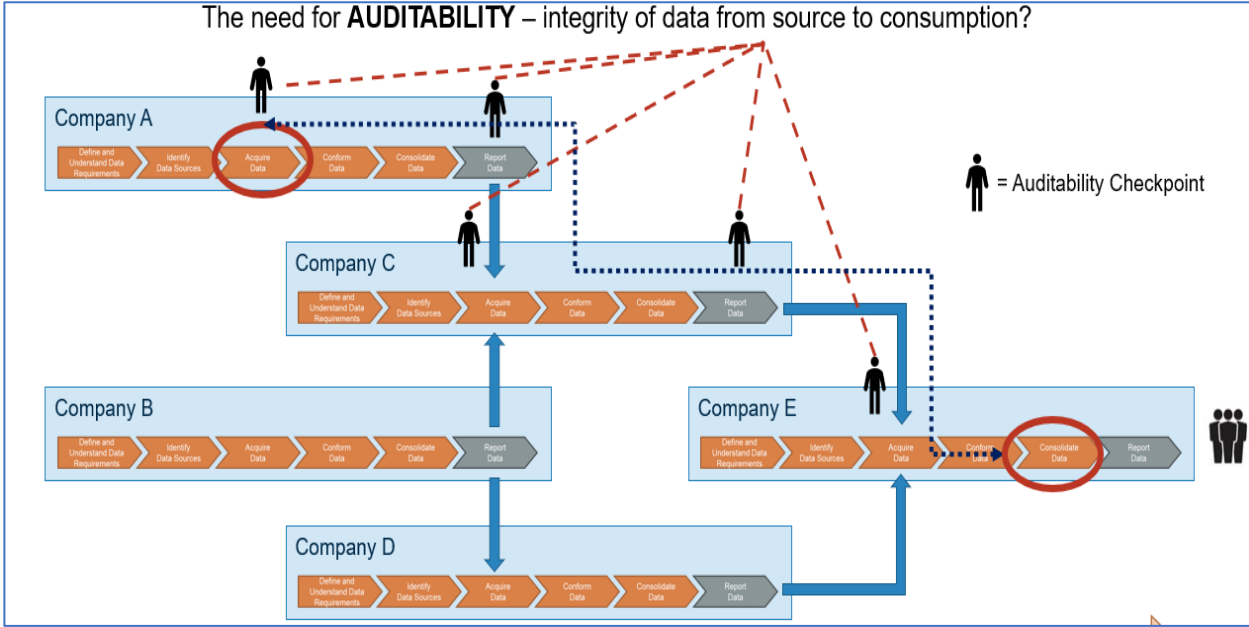 The need for AUDITABILITY – integrity of data from source to consumption?
Company A
Define and
Understand Data
Requirements
Identify
Data Sources
Acquire
Data
Conform
Data
Consolidate
Data
Report
Data
= Auditability Checkpoint
Company C
Define and
Understand Data
Requirements
Identify
Data Sources
Acquire
Data
Conform
Data
Consolidate
Data
Report
Data
Company B
Define and
Understand Data
Requirements
Identify
Data Sources
Acquire
Data
Conform
Data
Consolidate
Data
Report
Data
Company E
Define and
Understand Data
Requirements
Identify
Data Sources
Acquire
Data
Conform
Data
Consolidate
Data
Report
Data
Company D
Define and
Understand Data
Requirements
Identify
Data Sources
Acquire
Data
Conform
Data
Consolidate
Data
Report
Data